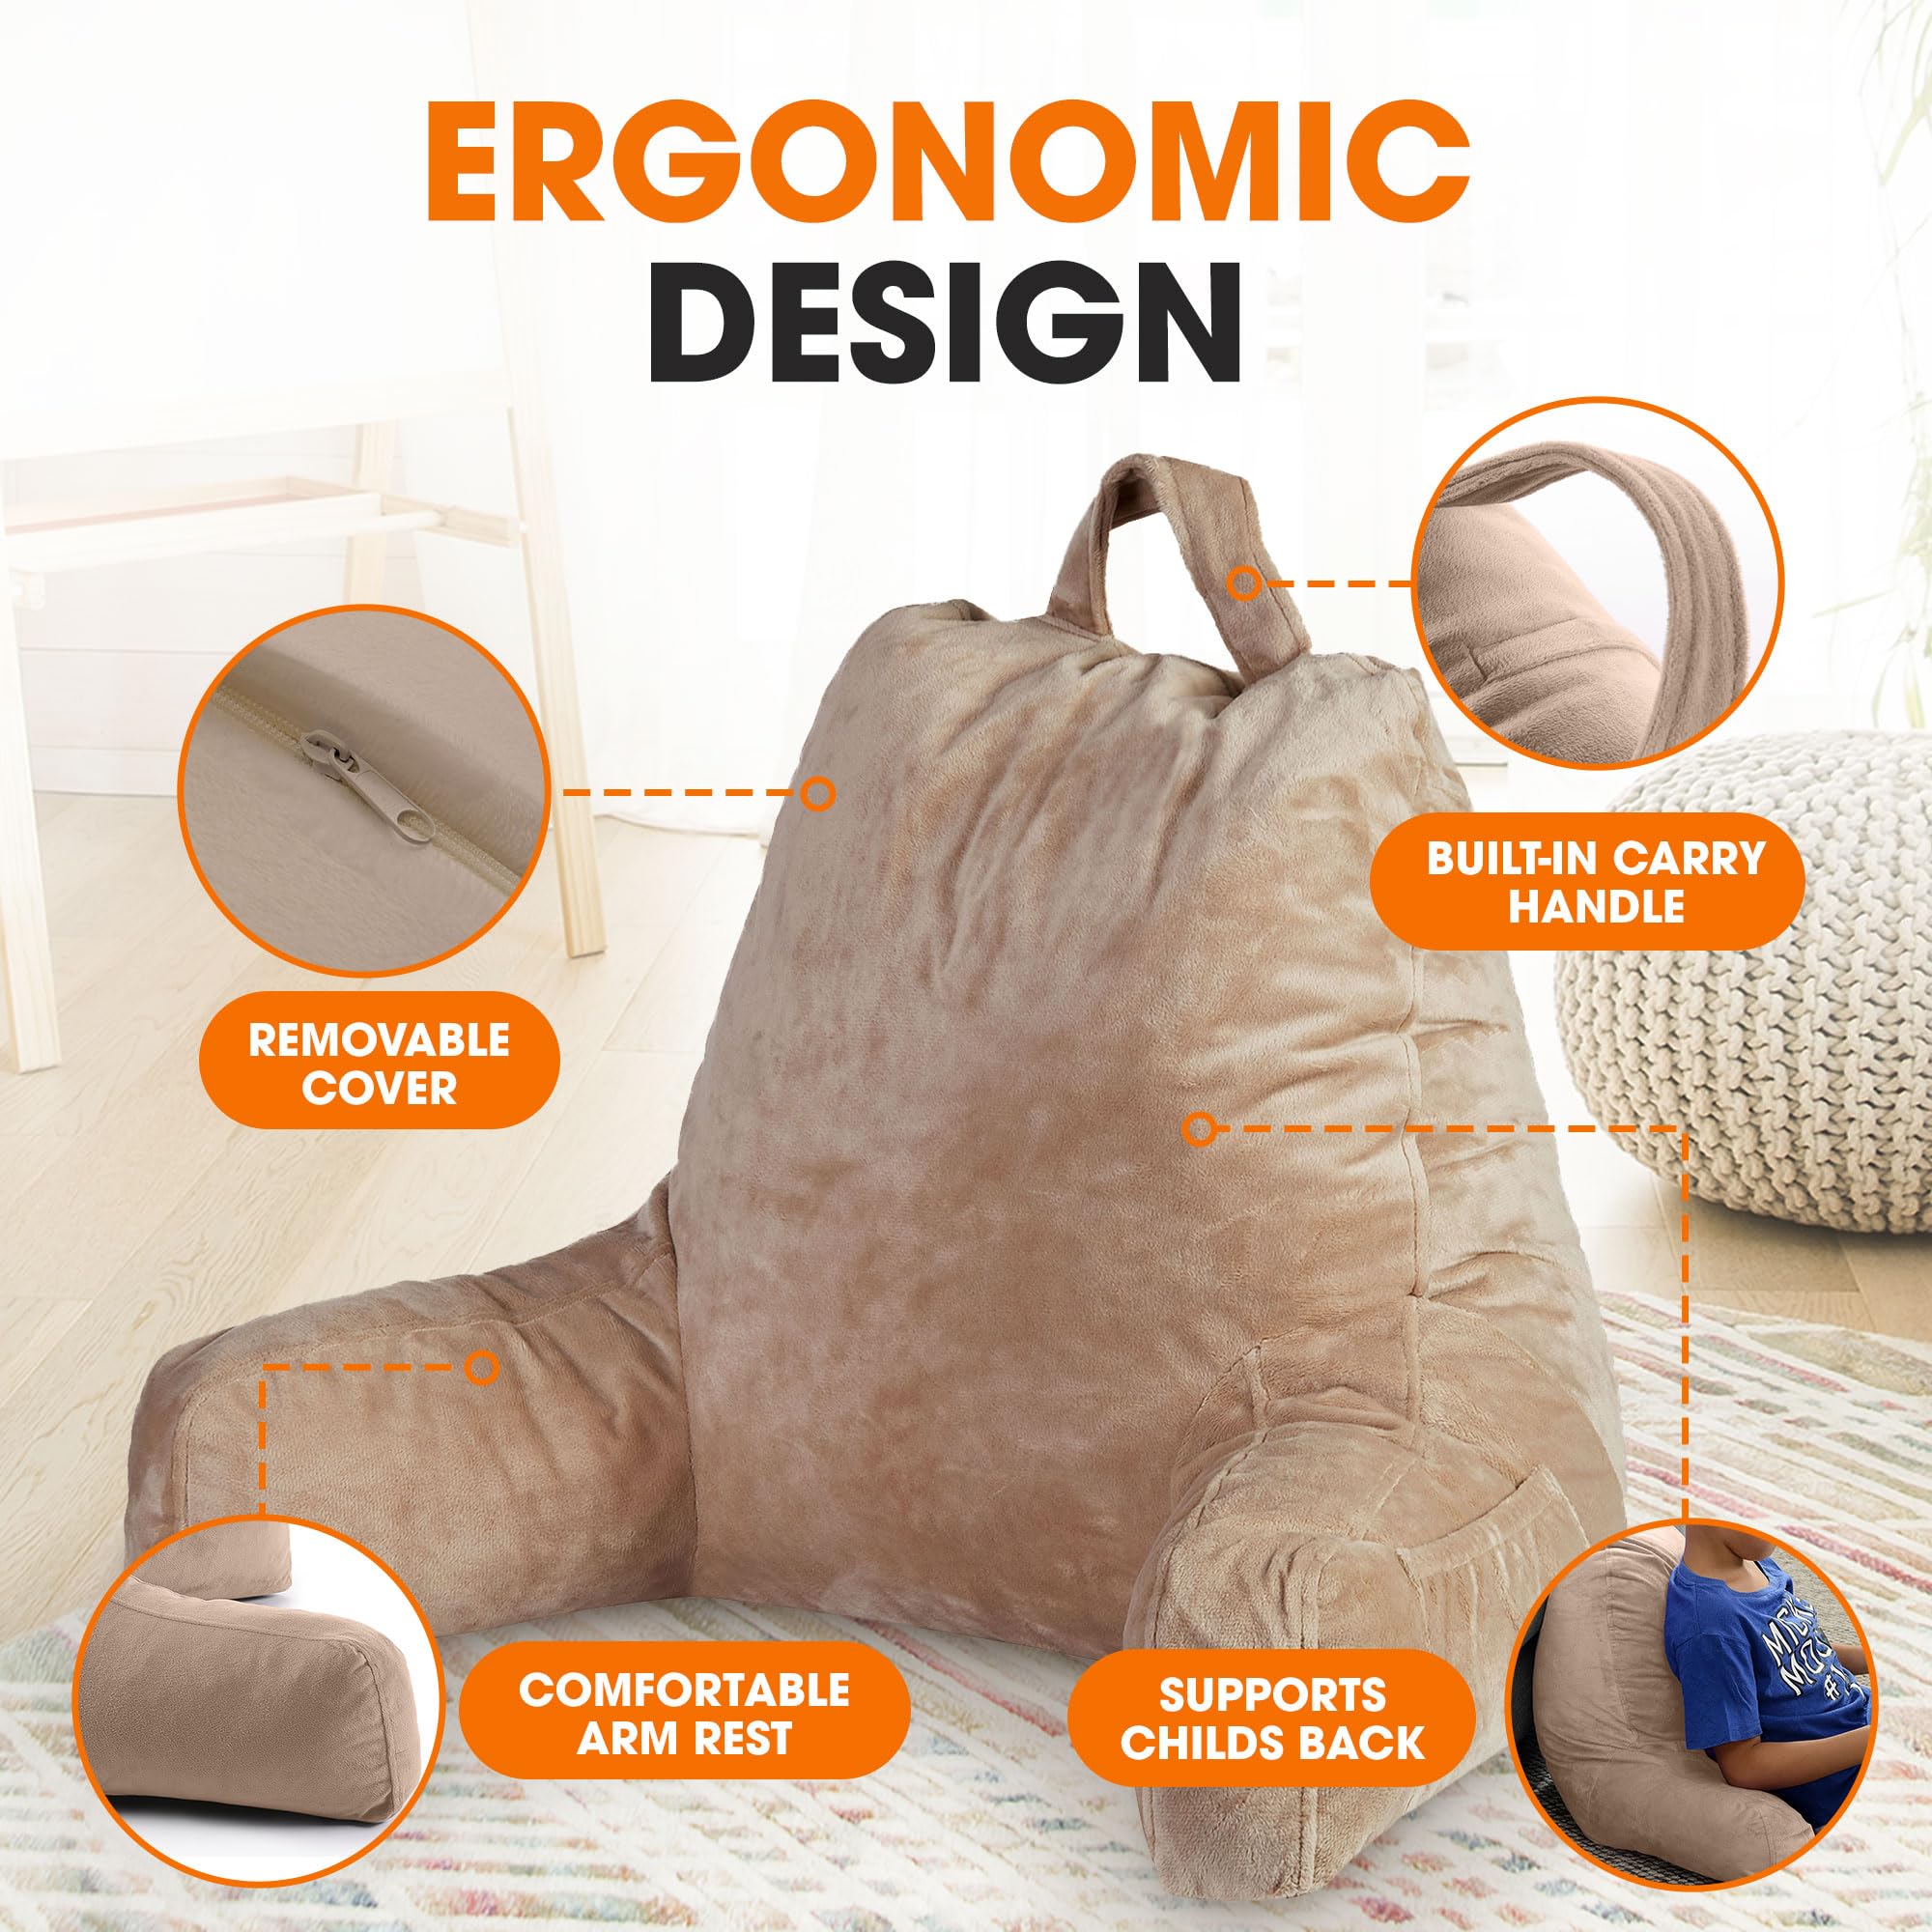 ERGONOMIC
DESIGN
BUILT-IN CARRY
HANDLE
REMOVABLE
COVER
COMFORTABLE
ARM REST
SUPPORTS
CHILDS BACK